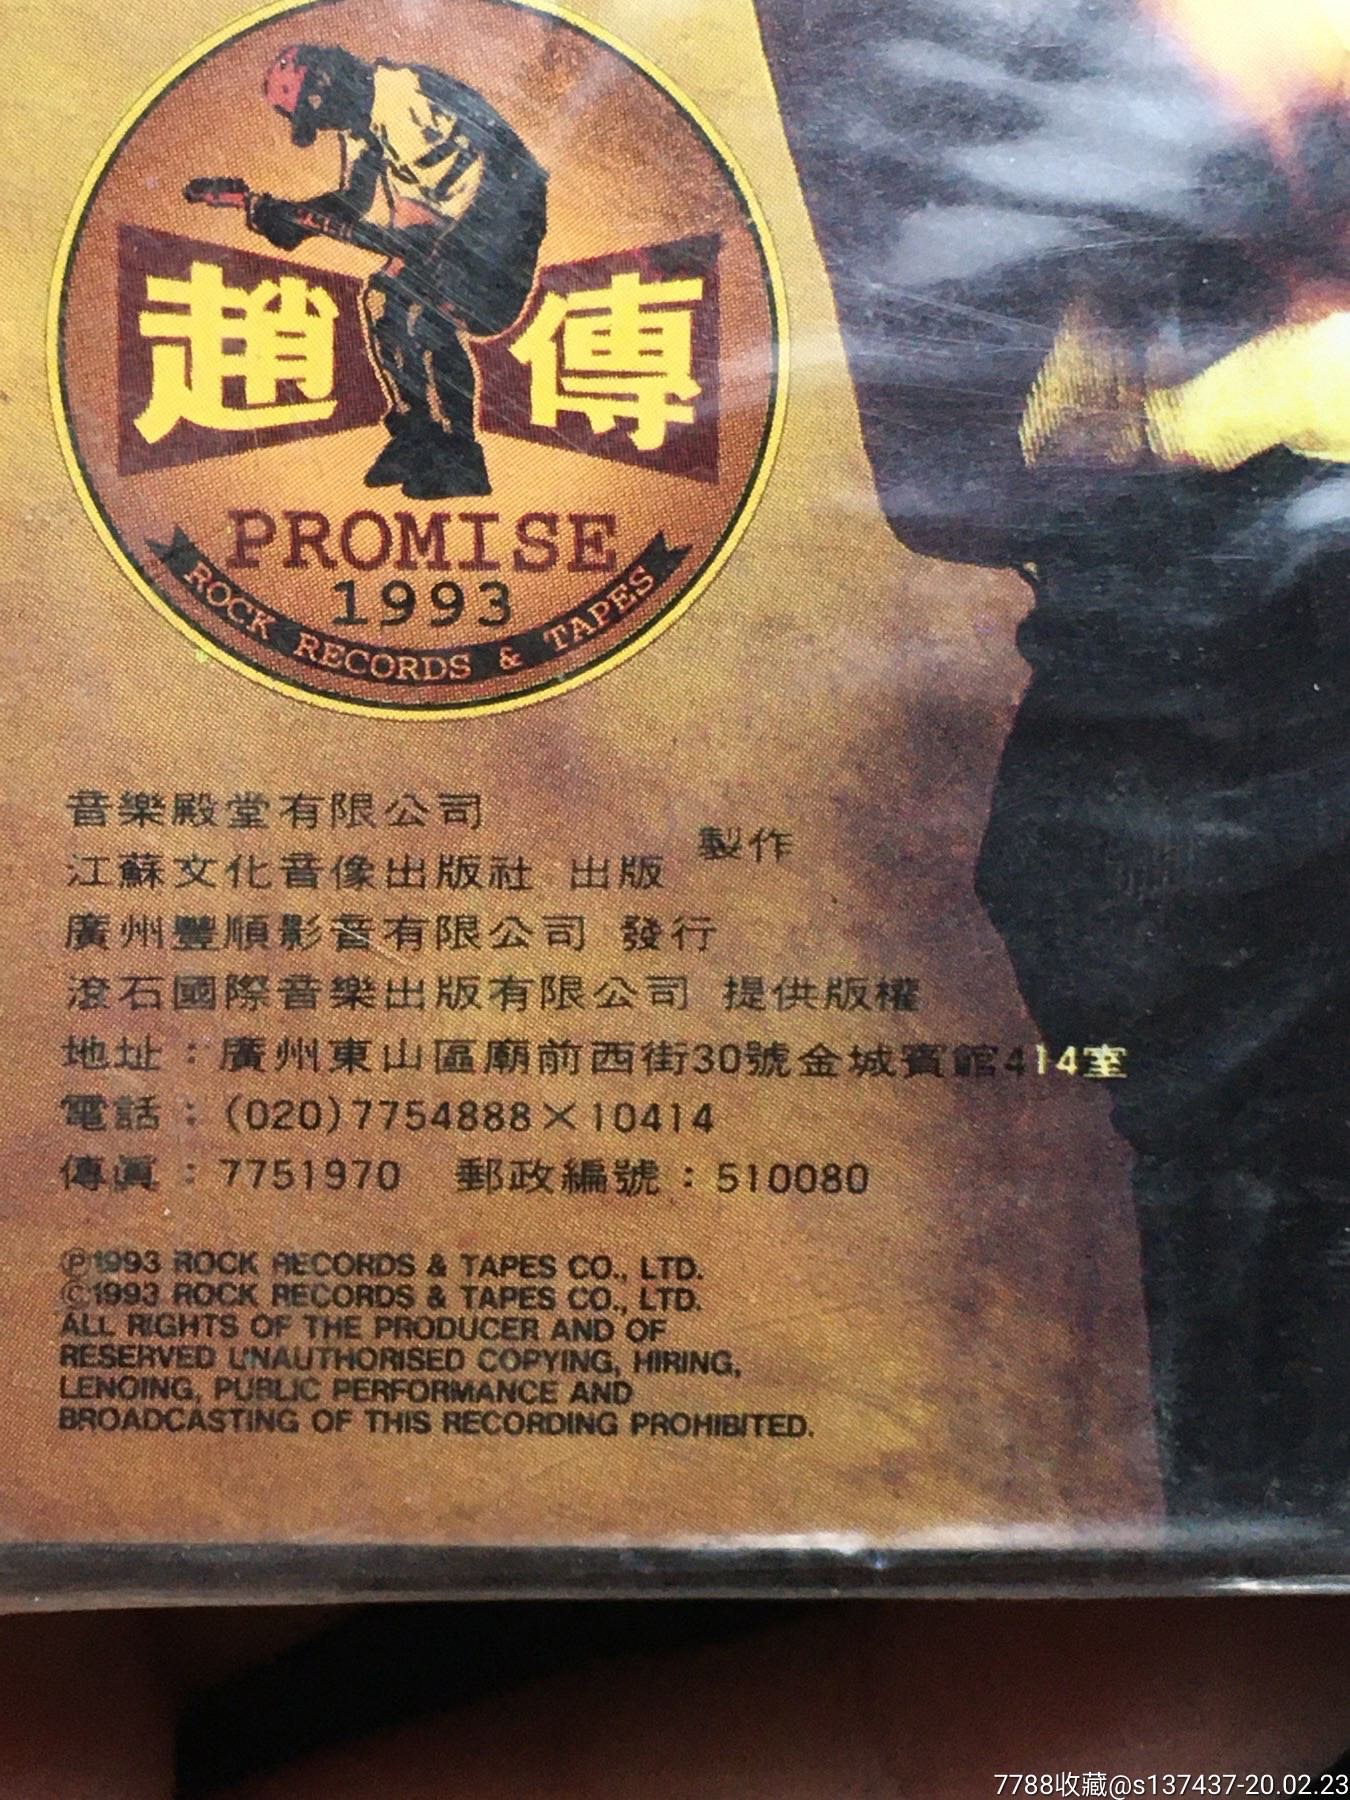 趙傳
PROMISE
1993
ROCK RECORDS & TAPES
音樂殿堂有限公司
製作
江蘇文化音像出版社 出版
廣州豐順影音有限公司 發行
滾石國際音樂出版有限公司 提供版權
地址：廣州東山區廟前西街30號金城賓館414室
電話：(020)7754888×10414
傳眞：7751970 郵政編號：510080
Ⓟ1993 ROCK RECORDS & TAPES CO., LTD.
Ⓒ1993 ROCK RECORDS & TAPES CO., LTD.
ALL RIGHTS OF THE PRODUCER AND OF
RESERVED UNAUTHORISED COPYING, HIRING,
LENOING, PUBLIC PERFORMANCE AND
BROADCASTING OF THIS RECORDING PROHIBITED.
7788收藏@s137437-20.02.23